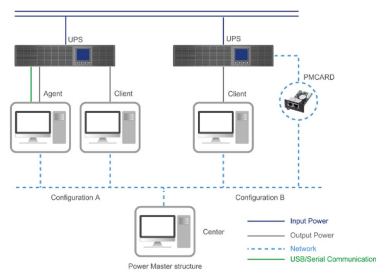 UPS
UPS
PMCARD
Agent
Client
Client
Configuration A
Configuration B
Center
Input Power
Output Power
Network
USB/Serial Communication
Power Master structure